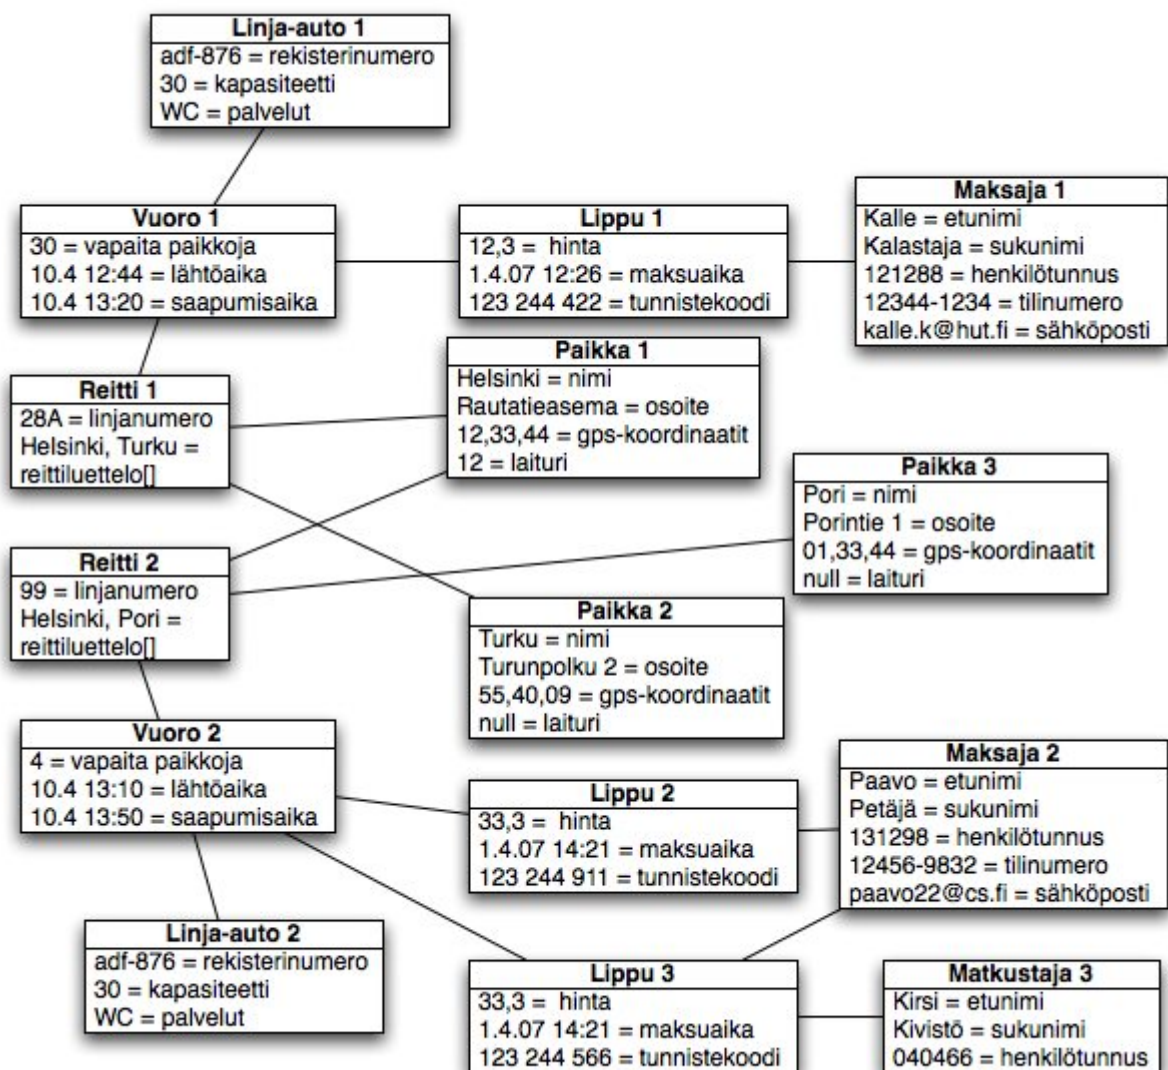 Linja-auto 1
adf-876 = rekisterinumero
30 = kapasiteetti
WC = palvelut
Vuoro 1
30 = vapaita paikkoja
10.4 12:44 = lähtöaika
10.4 13:20 = saapumisaika
Lippu 1
12,3 =  hinta
1.4.07 12:26 = maksuaika
123 244 422 = tunnistekoodi
Maksaja 1
Kalle = etunimi
Kalastaja = sukunimi
121288 = henkilötunnus
12344-1234 = tilinumero
kalle.k@hut.fi = sähköposti
Reitti 1
28A = linjanumero
Helsinki, Turku =
reittiluettelo[]
Paikka 1
Helsinki = nimi
Rautatieasema = osoite
12,33,44 = gps-koordinaatit
12 = laituri
Paikka 3
Pori = nimi
Porintie 1 = osoite
01,33,44 = gps-koordinaatit
null = laituri
Reitti 2
99 = linjanumero
Helsinki, Pori =
reittiluettelo[]
Paikka 2
Turku = nimi
Turunpolku 2 = osoite
55,40,09 = gps-koordinaatit
null = laituri
Vuoro 2
4 = vapaita paikkoja
10.4 13:10 = lähtöaika
10.4 13:50 = saapumisaika
Lippu 2
33,3 =  hinta
1.4.07 14:21 = maksuaika
123 244 911 = tunnistekoodi
Maksaja 2
Paavo = etunimi
Petäjä = sukunimi
131298 = henkilötunnus
12456-9832 = tilinumero
paavo22@cs.fi = sähköposti
Linja-auto 2
adf-876 = rekisterinumero
30 = kapasiteetti
WC = palvelut
Lippu 3
33,3 =  hinta
1.4.07 14:21 = maksuaika
123 244 566 = tunnistekoodi
Matkustaja 3
Kirsi = etunimi
Kivistö = sukunimi
040466 = henkilötunnus